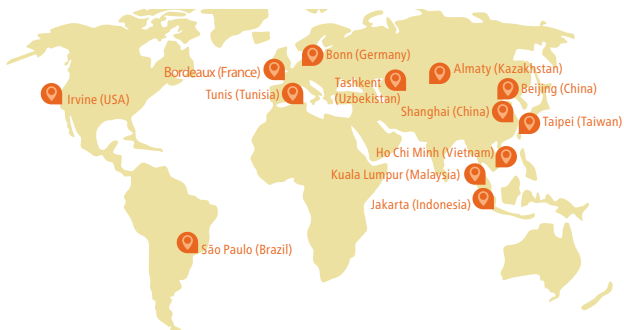 Bonn (Germany)
Bordeaux (France)
Almaty (Kazakhstan)
Tashkent
(Uzbekistan)
Beijing (China)
Irvine (USA)
Tunis (Tunisia)
Shanghai (China)
Taipei (Taiwan)
Ho Chi Minh (Vietnam)
Kuala Lumpur (Malaysia)
Jakarta (Indonesia)
São Paulo (Brazil)